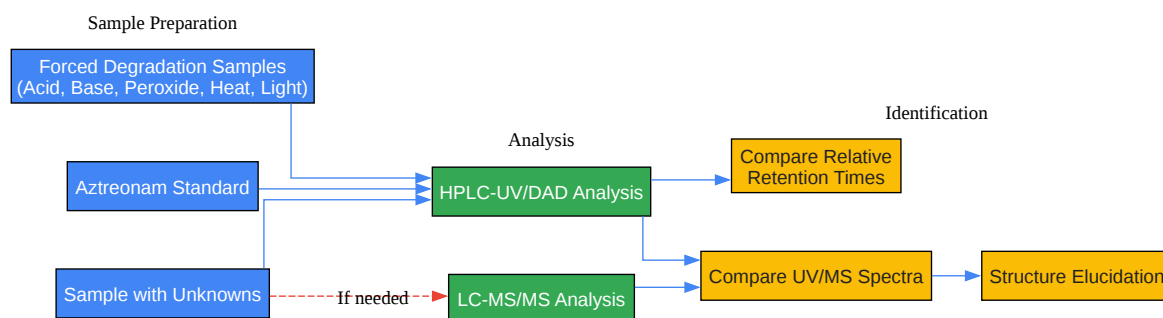 Sample Preparation
Forced Degradation Samples
(Acid, Base, Peroxide, Heat, Light)
Identification
Analysis
Compare Relative
Retention Times
Aztreonam Standard
HPLC-UV/DAD Analysis
Sample with Unknowns
If needed
LC-MS/MS Analysis
Compare UV/MS Spectra
Structure Elucidation